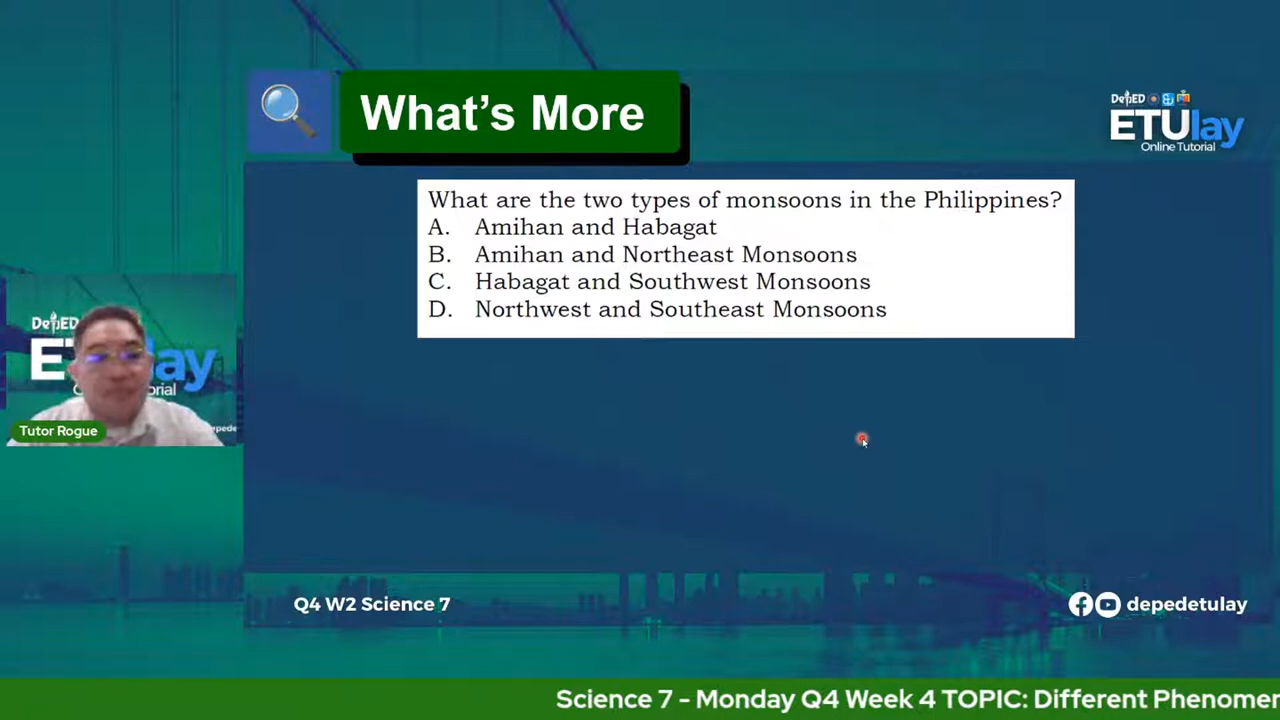 What's More
DepED
ETUlay
Online Tutorial
What are the two types of monsoons in the Philippines?
A. Amihan and Habagat
B. Amihan and Northeast Monsoons
C. Habagat and Southwest Monsoons
D. Northwest and Southeast Monsoons
DepED
Tutor Rogue
Q4 W2 Science 7
depedetulay
Science 7 - Monday Q4 Week 4 TOPIC: Different